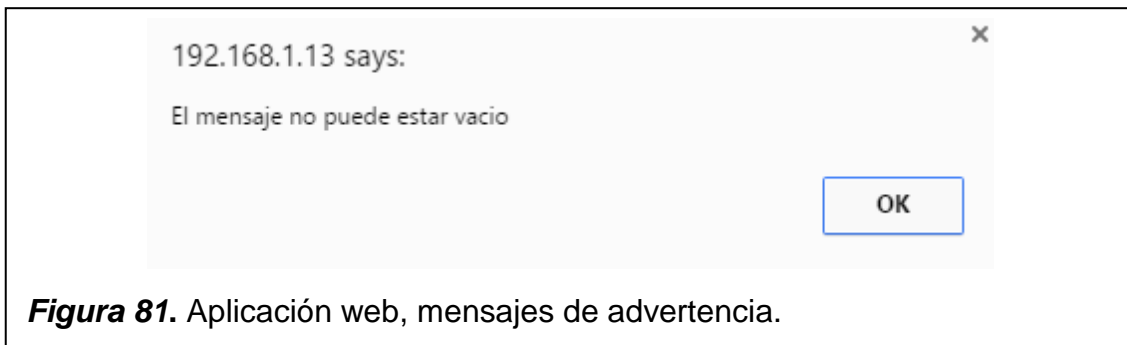 192.168.1.13 says:
El mensaje no puede estar vacio
OK
Figura 81. Aplicación web, mensajes de advertencia.